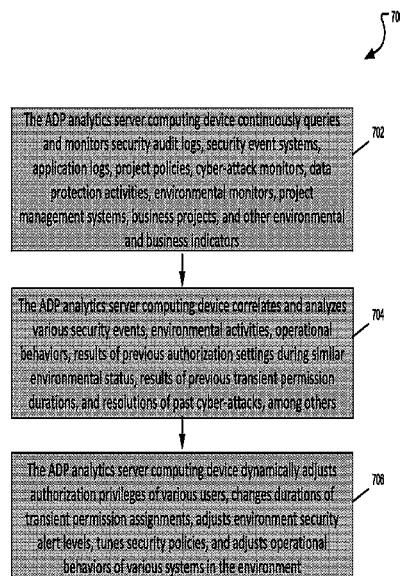 70
The ADP analytics server computing device continuously queries
and monitors security audit logs, security event systems,
application logs, project policies, cyber-attack monitors, data
protection activities, environmental monitors, project
management systems, business projects, and other environmental
and business indicators
702
The ADP analytics server computing device correlates and analyzes
various security events, environmental activities, operational
behaviors, results of previous authorization settings during similar
environmental status, results of previous transient permission
durations, and resolutions of past cyber-attacks, among others
704
The ADP analytics server computing device dynamically adjusts
authorization privileges of various users, changes durations of
transient permission assignments, adjusts environment security
alert levels, tunes security policies, and adjusts operational
behaviors of various systems in the environment
706